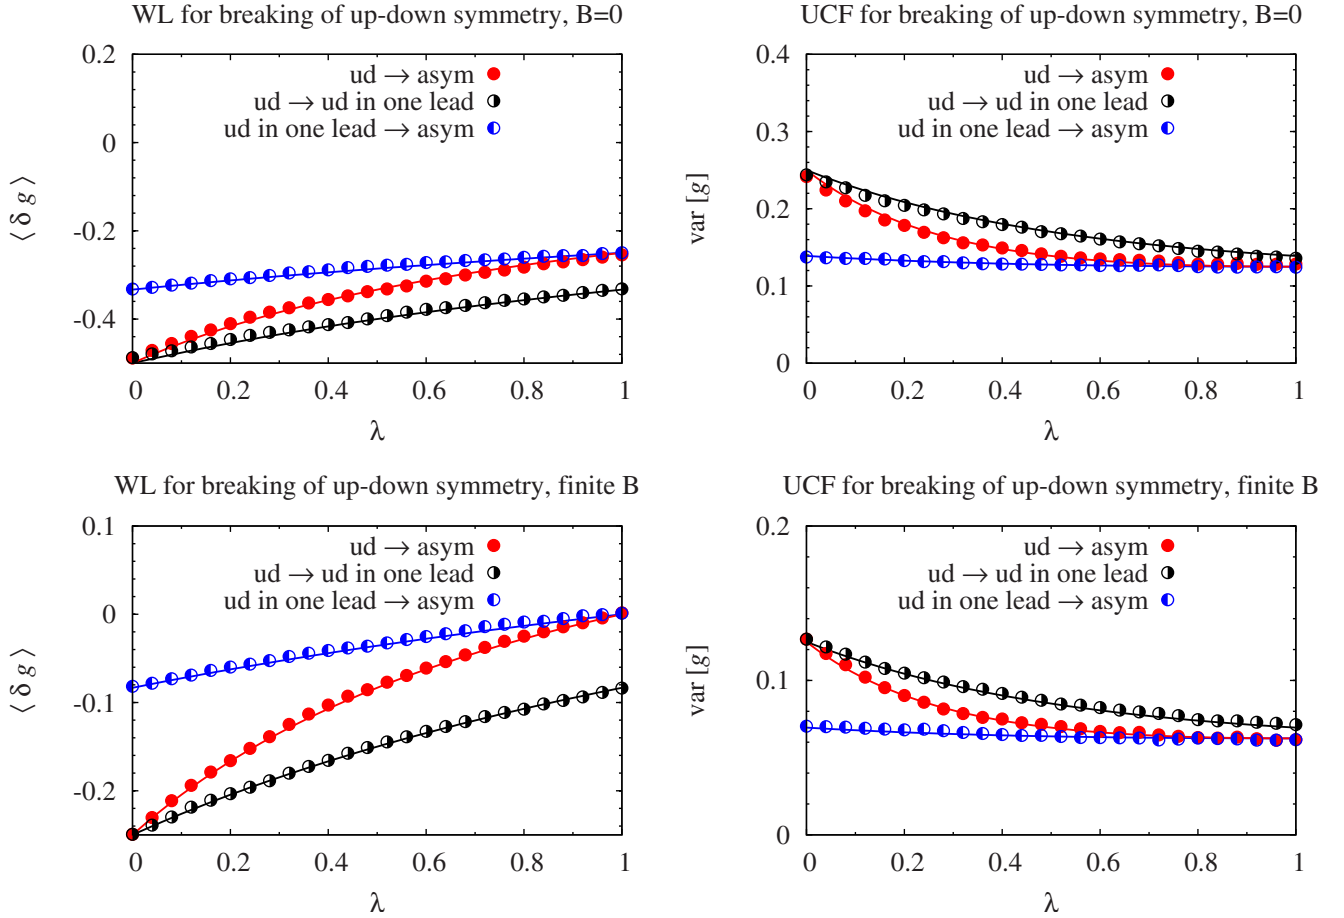 WL for breaking of up-down symmetry, B=0
0.2
0
-0.2
-0.4
⟨ δ g ⟩
ud → asym
ud → ud in one lead
ud in one lead → asym
0 0.2 0.4 0.6 0.8 1
λ
UCF for breaking of up-down symmetry, B=0
0.4
0.3
0.2
0.1
0
var [g]
ud → asym
ud → ud in one lead
ud in one lead → asym
0 0.2 0.4 0.6 0.8 1
λ
WL for breaking of up-down symmetry, finite B
0.1
0
-0.1
-0.2
⟨ δ g ⟩
ud → asym
ud → ud in one lead
ud in one lead → asym
0 0.2 0.4 0.6 0.8 1
λ
UCF for breaking of up-down symmetry, finite B
0.2
0.1
0
var [g]
ud → asym
ud → ud in one lead
ud in one lead → asym
0 0.2 0.4 0.6 0.8 1
λ